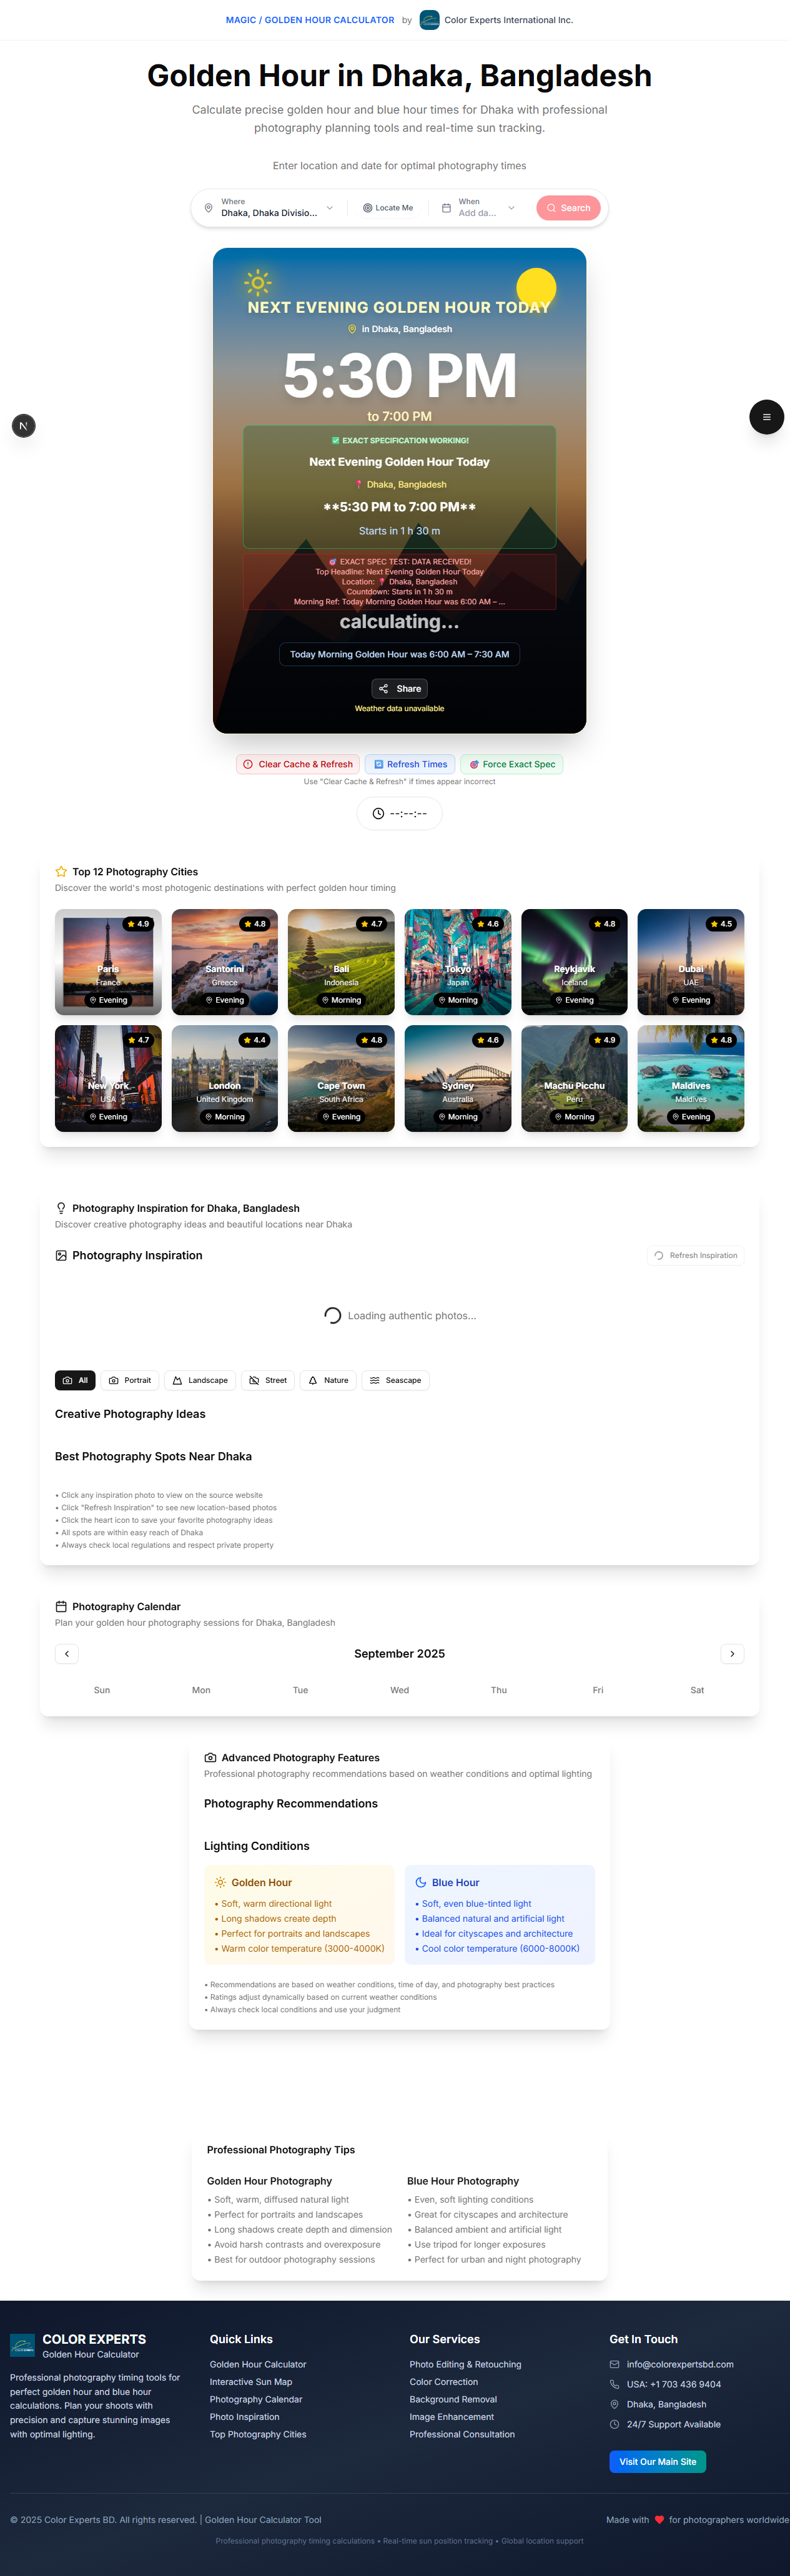 MAGIC / GOLDEN HOUR CALCULATOR by Color Experts International Inc.
Golden Hour in Dhaka, Bangladesh
Calculate precise golden hour and blue hour times for Dhaka with professional
photography planning tools and real-time sun tracking.
Enter location and date for optimal photography times
Where
Dhaka, Dhaka Divisio...
Locate Me
When
Add da...
Search
NEXT EVENING GOLDEN HOUR TODAY
in Dhaka, Bangladesh
5:30 PM
to 7:00 PM
✅ EXACT SPECIFICATION WORKING!
Next Evening Golden Hour Today
📍 Dhaka, Bangladesh
**5:30 PM to 7:00 PM**
Starts in 1 h 30 m
🎯 EXACT SPEC TEST: DATA RECEIVED!
Top Headline: Next Evening Golden Hour Today
Location: 📍 Dhaka, Bangladesh
Countdown: Starts in 1 h 30 m
Morning Ref: Today Morning Golden Hour was 6:00 AM – ...
calculating...
Today Morning Golden Hour was 6:00 AM – 7:30 AM
Share
Weather data unavailable
N
Clear Cache & Refresh
🔄 Refresh Times
🎯 Force Exact Spec
Use "Clear Cache & Refresh" if times appear incorrect
--:--:--
Top 12 Photography Cities
Discover the world's most photogenic destinations with perfect golden hour timing
4.9
Paris
France
Evening
4.8
Santorini
Greece
Evening
4.7
Bali
Indonesia
Morning
4.6
Tokyo
Japan
Morning
4.8
Reykjavik
Iceland
Evening
4.5
Dubai
UAE
Evening
4.7
New York
USA
Evening
4.4
London
United Kingdom
Morning
4.8
Cape Town
South Africa
Evening
4.6
Sydney
Australia
Morning
4.9
Machu Picchu
Peru
Morning
4.8
Maldives
Maldives
Evening
Photography Inspiration for Dhaka, Bangladesh
Discover creative photography ideas and beautiful locations near Dhaka
Photography Inspiration
Refresh Inspiration
Loading authentic photos...
All
Portrait
Landscape
Street
Nature
Seascape
Creative Photography Ideas
Best Photography Spots Near Dhaka
• Click any inspiration photo to view on the source website
• Click "Refresh Inspiration" to see new location-based photos
• Click the heart icon to save your favorite photography ideas
• All spots are within easy reach of Dhaka
• Always check local regulations and respect private property
Photography Calendar
Plan your golden hour photography sessions for Dhaka, Bangladesh
September 2025
Sun Mon Tue Wed Thu Fri Sat
Advanced Photography Features
Professional photography recommendations based on weather conditions and optimal lighting
Photography Recommendations
Lighting Conditions
Golden Hour
• Soft, warm directional light
• Long shadows create depth
• Perfect for portraits and landscapes
• Warm color temperature (3000-4000K)
Blue Hour
• Soft, even blue-tinted light
• Balanced natural and artificial light
• Ideal for cityscapes and architecture
• Cool color temperature (6000-8000K)
• Recommendations are based on weather conditions, time of day, and photography best practices
• Ratings adjust dynamically based on current weather conditions
• Always check local conditions and use your judgment
Professional Photography Tips
Golden Hour Photography
• Soft, warm, diffused natural light
• Perfect for portraits and landscapes
• Long shadows create depth and dimension
• Avoid harsh contrasts and overexposure
• Best for outdoor photography sessions
Blue Hour Photography
• Even, soft lighting conditions
• Great for cityscapes and architecture
• Balanced ambient and artificial light
• Use tripod for longer exposures
• Perfect for urban and night photography
COLOR EXPERTS
Golden Hour Calculator
Professional photography timing tools for
perfect golden hour and blue hour
calculations. Plan your shoots with
precision and capture stunning images
with optimal lighting.
Quick Links
Golden Hour Calculator
Interactive Sun Map
Photography Calendar
Photo Inspiration
Top Photography Cities
Our Services
Photo Editing & Retouching
Color Correction
Background Removal
Image Enhancement
Professional Consultation
Get In Touch
info@colorexpertsbd.com
USA: +1 703 436 9404
Dhaka, Bangladesh
24/7 Support Available
Visit Our Main Site
© 2025 Color Experts BD. All rights reserved. | Golden Hour Calculator Tool
Made with ❤ for photographers worldwide
Professional photography timing calculations • Real-time sun position tracking • Global location support